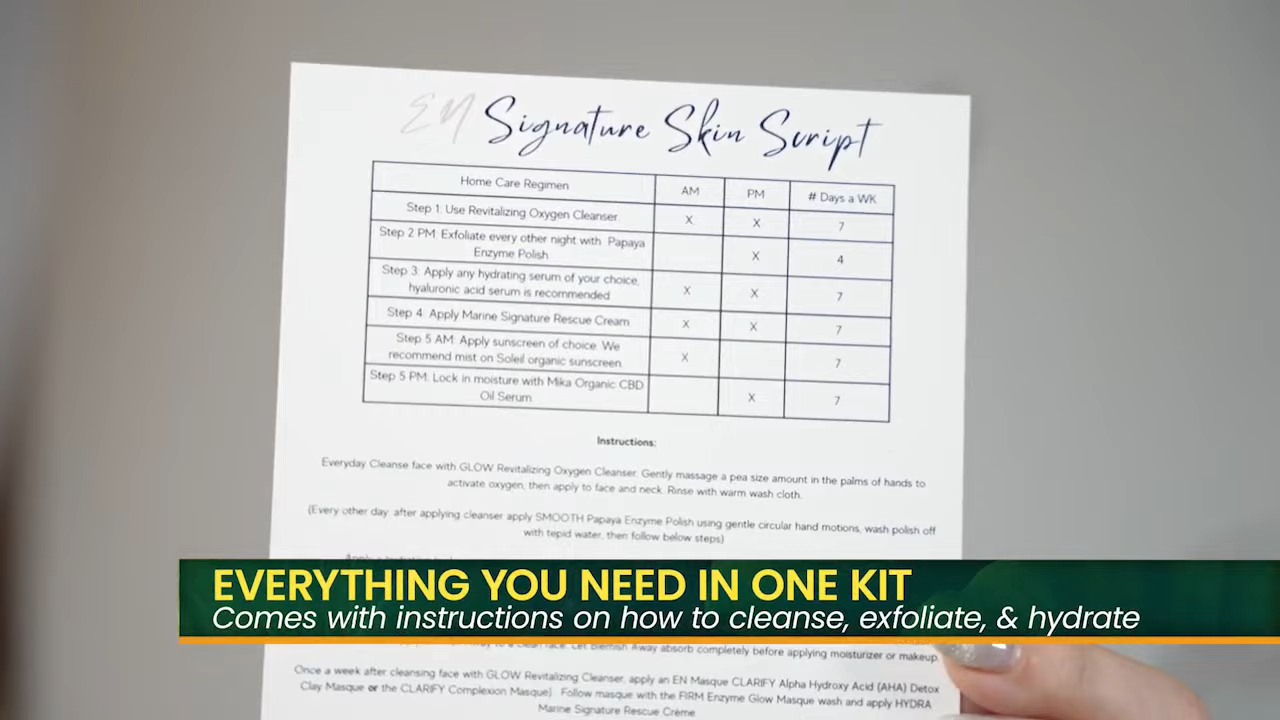 EN Signature Skin Script
Home Care Regimen AM PM # Days a WK
Step 1: Use Revitalizing Oxygen Cleanser X X 7
Step 2 PM: Exfoliate every other night with Papaya
Enzyme Polish X 4
Step 3: Apply any hydrating serum of your choice,
hyaluronic acid serum is recommended X X 7
Step 4: Apply Marine Signature Rescue Cream X X 7
Step 5 AM: Apply sunscreen of choice. We
recommend mist on Soleil organic sunscreen. X 7
Step 5 PM: Lock in moisture with Mika Organic CBD
Oil Serum X 7
Instructions:
Everyday Cleanse face with GLOW Revitalizing Oxygen Cleanser. Gently massage a pea size amount in the palms of hands to
activate oxygen, then apply to face and neck. Rinse with warm wash cloth.
(Every other day: after applying cleanser apply SMOOTH Papaya Enzyme Polish using gentle circular hand motions, wash polish off
with tepid water, then follow below steps)
EVERYTHING YOU NEED IN ONE KIT
Comes with instructions on how to cleanse, exfoliate, & hydrate
to a clean face. Let Blemish Away absorb completely before applying moisturizer or makeup.
Once a week after cleansing face with GLOW Revitalizing Cleanser, apply an EN Masque CLARIFY Alpha Hydroxy Acid (AHA) Detox
Clay Masque or the CLARIFY Complexion Masque). Follow masque with the FIRM Enzyme Glow Masque wash and apply HYDRA
Marine Signature Rescue Crème